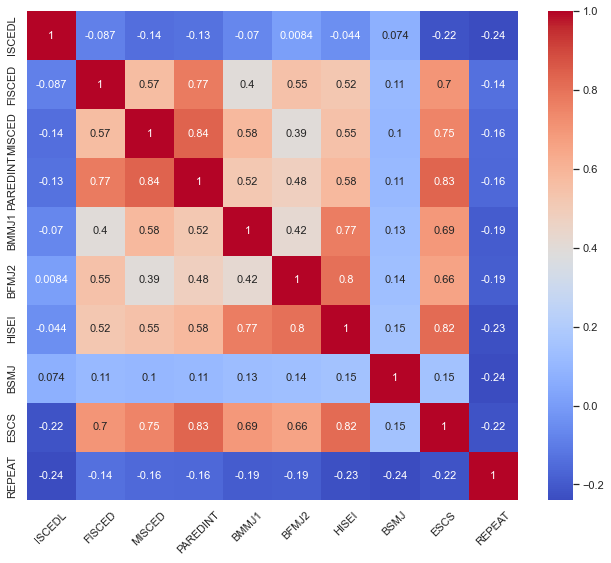 ISCEDL 1 -0.087 -0.14 -0.13 -0.07 0.0084 -0.044 0.074 -0.22 -0.24
FISCED -0.087 1 0.57 0.77 0.4 0.55 0.52 0.11 0.7 -0.14
MISCED -0.14 0.57 1 0.84 0.58 0.39 0.55 0.1 0.75 -0.16
PAREDINT -0.13 0.77 0.84 1 0.52 0.48 0.58 0.11 0.83 -0.16
BMMJ1 -0.07 0.4 0.58 0.52 1 0.42 0.77 0.13 0.69 -0.19
BFMJ2 0.0084 0.55 0.39 0.48 0.42 1 0.8 0.14 0.66 -0.19
HISEI -0.044 0.52 0.55 0.58 0.77 0.8 1 0.15 0.82 -0.23
BSMJ 0.074 0.11 0.1 0.11 0.13 0.14 0.15 1 0.15 -0.24
ESCS -0.22 0.7 0.75 0.83 0.69 0.66 0.82 0.15 1 -0.22
REPEAT -0.24 -0.14 -0.16 -0.16 -0.19 -0.19 -0.23 -0.24 -0.22 1
ISCEDL FISCED MISCED PAREDINT BMMJ1 BFMJ2 HISEI BSMJ ESCS REPEAT
1.0
0.8
0.6
0.4
0.2
0.0
−0.2